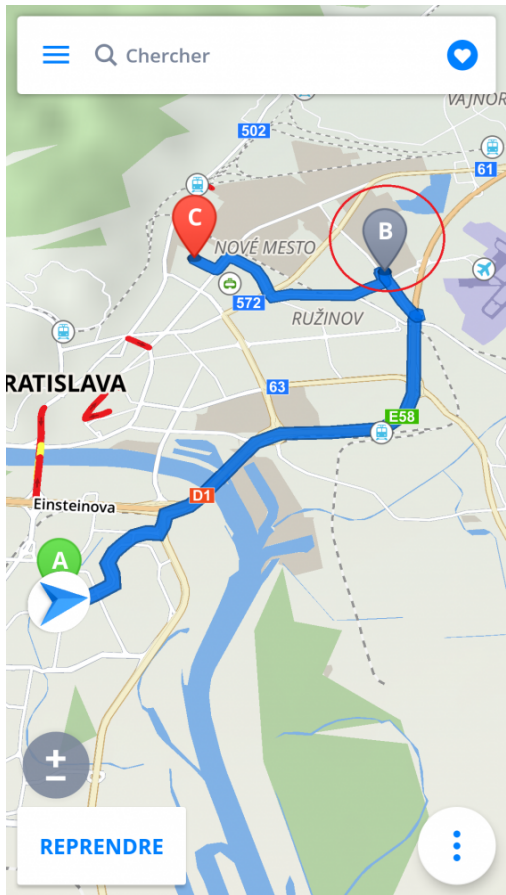 Chercher
VAJNOR
502
61
C
B
NOVÉ MESTO
572
RUŽINOV
63
RATISLAVA
E58
D1
Einsteinova
A
REPRENDRE